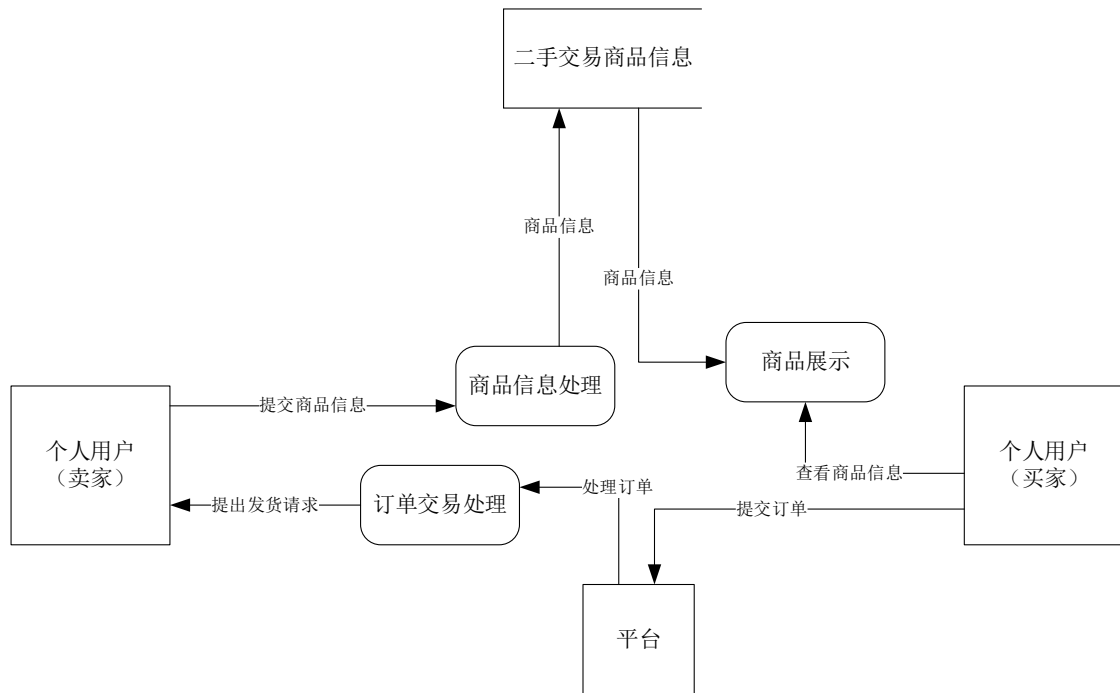 二手交易商品信息
商品信息
商品信息
商品信息处理
商品展示
提交商品信息
个人用户
（卖家）
个人用户
（买家）
查看商品信息
处理订单
订单交易处理
提出发货请求
提交订单
平台